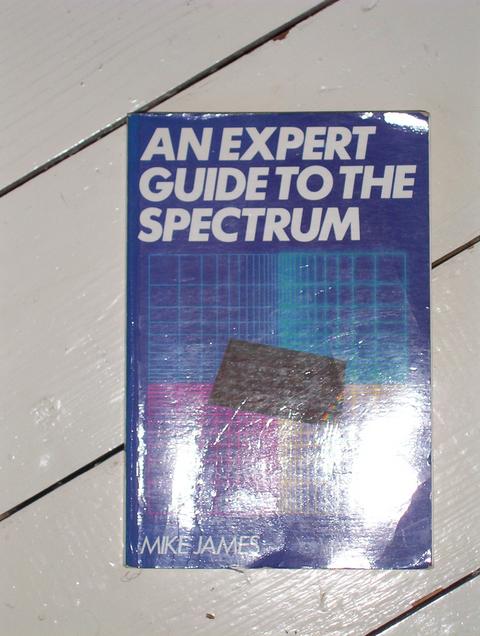 AN EXPERT
GUIDE TO THE
SPECTRUM
MIKE JAMES